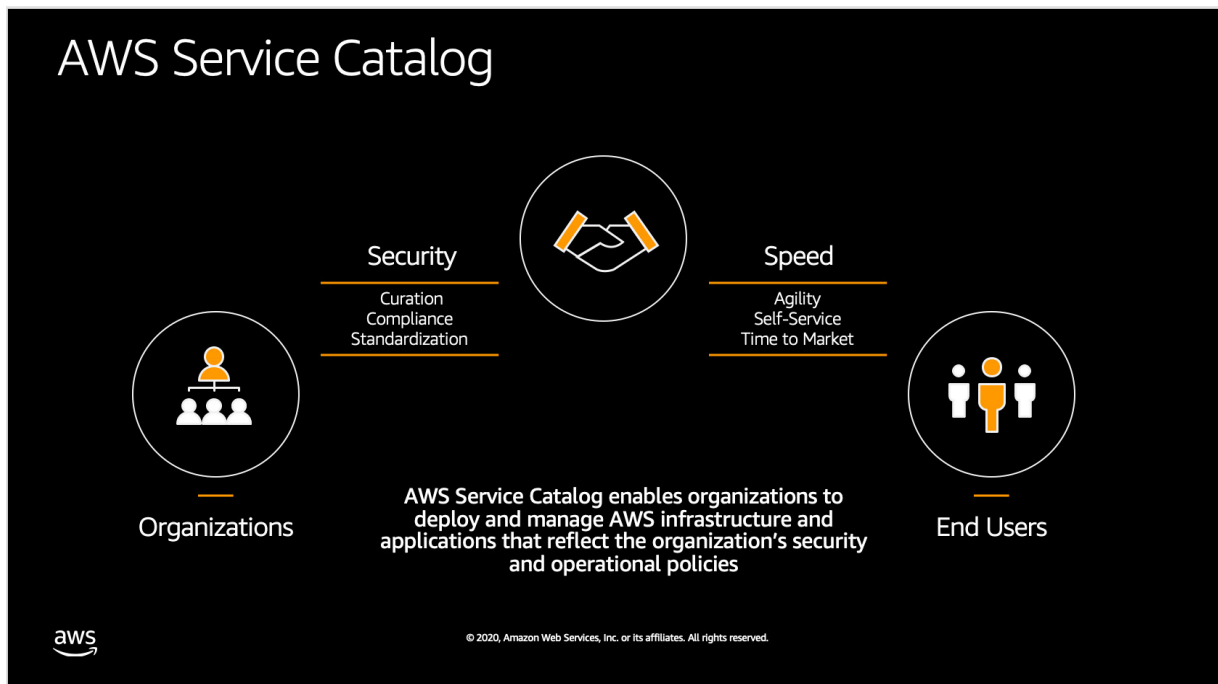 AWS Service Catalog
Security
Curation
Compliance
Standardization
Speed
Agility
Self-Service
Time to Market
Organizations
AWS Service Catalog enables organizations to
deploy and manage AWS infrastructure and
applications that reflect the organization’s security
and operational policies
End Users
aws
© 2020, Amazon Web Services, Inc. or its affiliates. All rights reserved.